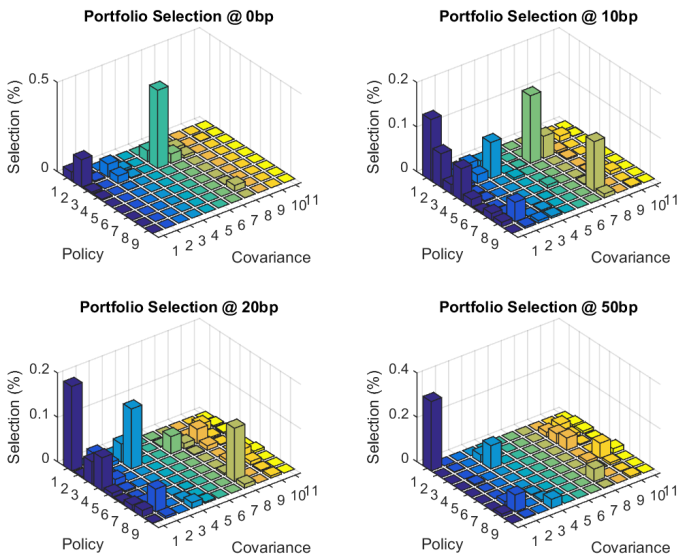 Portfolio Selection @ 0bp
0.5
0
Selection (%)
1 2 3 4 5 6 7 8 9
Policy
1 2 3 4 5 6 7 8 9 10 11
Covariance
Portfolio Selection @ 10bp
0.2
0.1
0
Selection (%)
1 2 3 4 5 6 7 8 9
Policy
1 2 3 4 5 6 7 8 9 10 11
Covariance
Portfolio Selection @ 20bp
0.2
0.1
0
Selection (%)
1 2 3 4 5 6 7 8 9
Policy
1 2 3 4 5 6 7 8 9 10 11
Covariance
Portfolio Selection @ 50bp
0.4
0.2
0
Selection (%)
1 2 3 4 5 6 7 8 9
Policy
1 2 3 4 5 6 7 8 9 10 11
Covariance